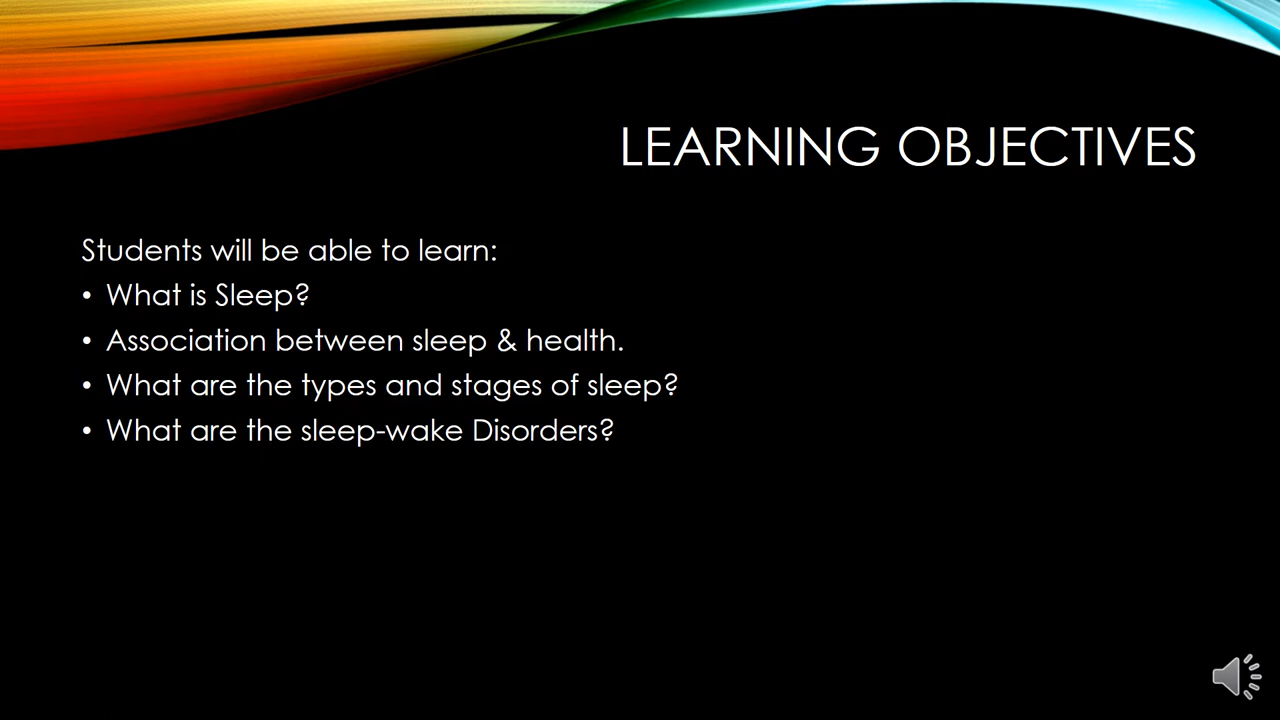 LEARNING OBJECTIVES
Students will be able to learn:
• What is Sleep?
• Association between sleep & health.
• What are the types and stages of sleep?
• What are the sleep-wake Disorders?